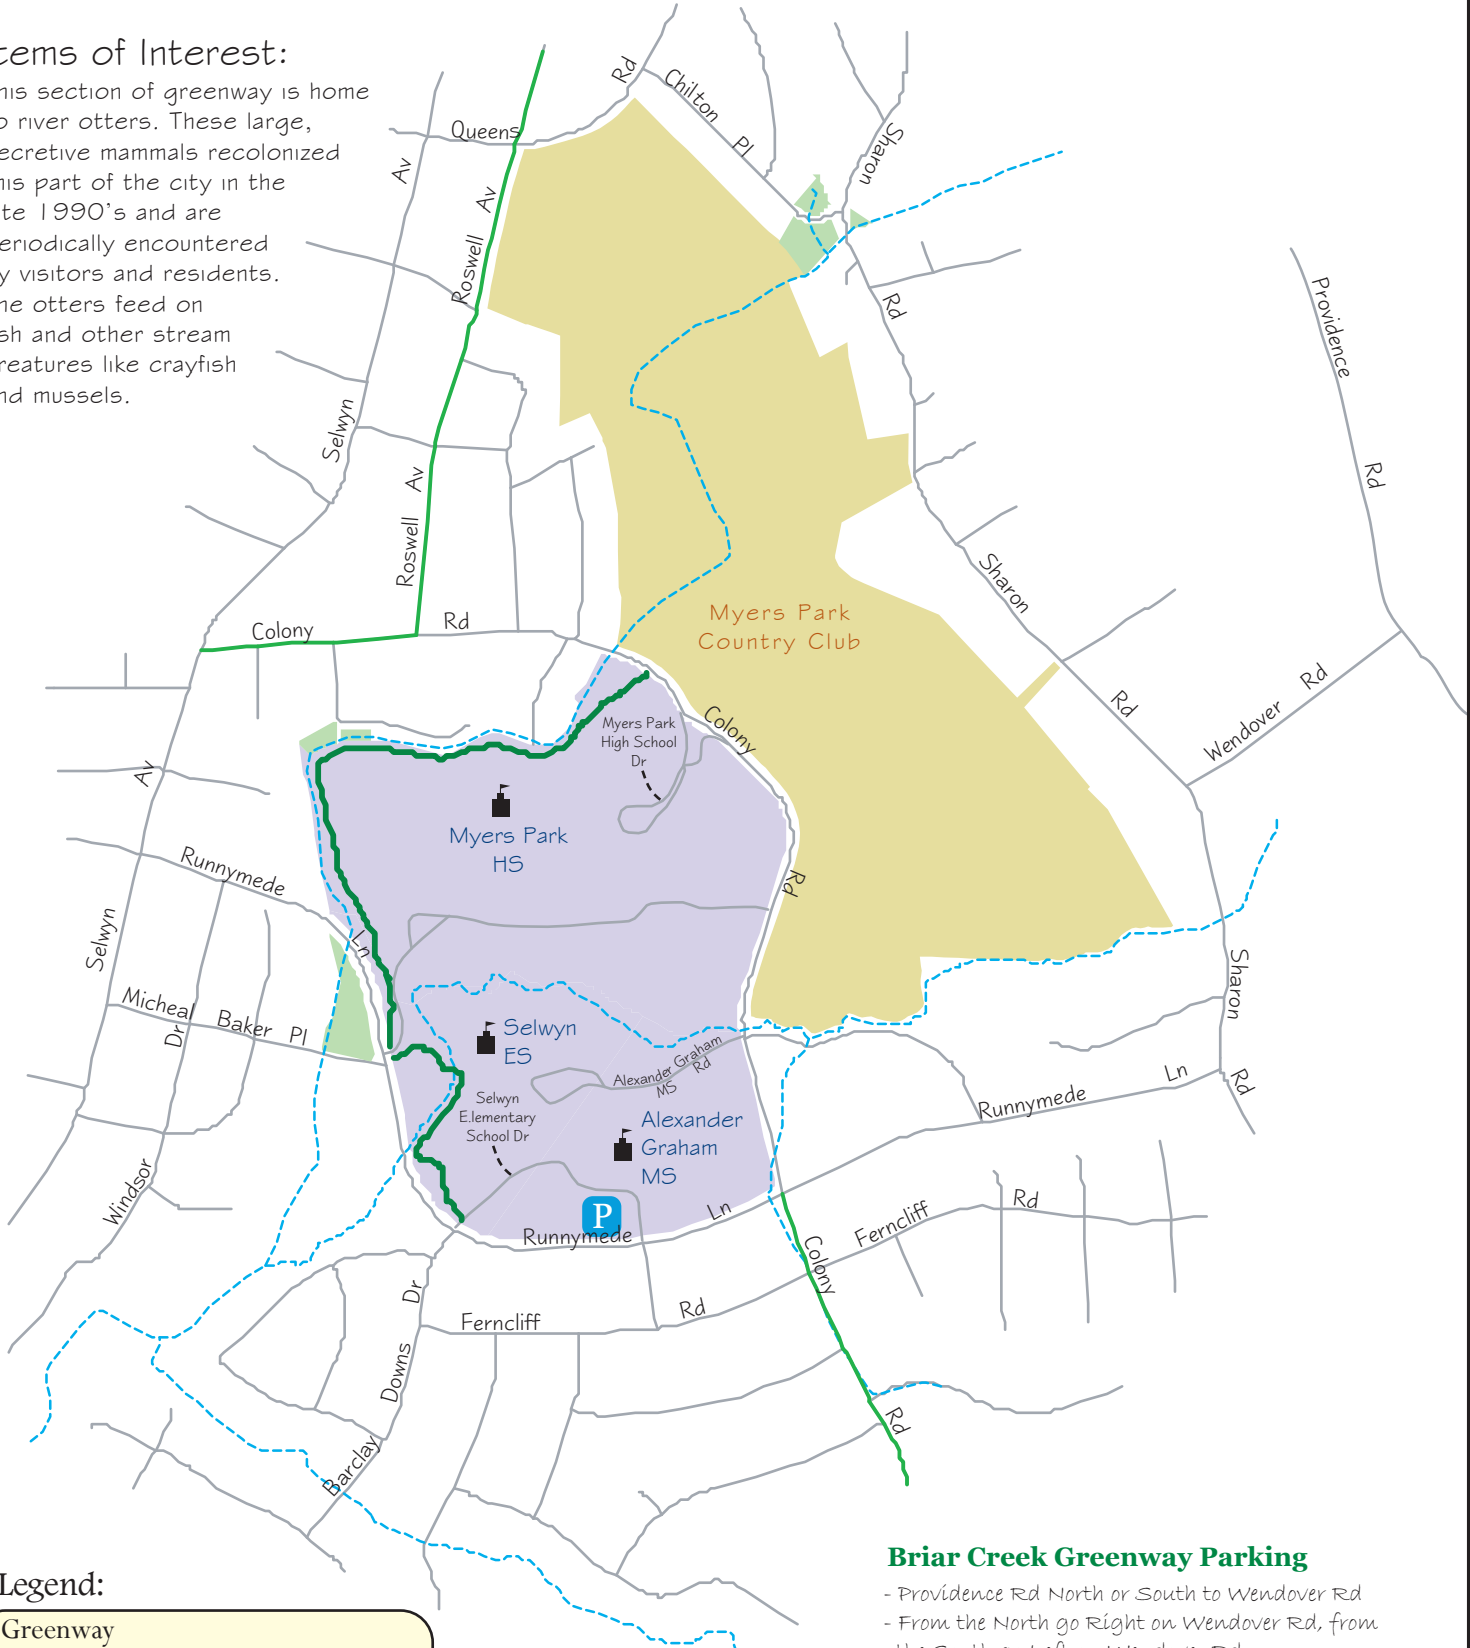 tems of Interest:
his section of greenway is home
o river otters. These large,
ecretive mammals recolonized
his part of the city in the
te 1990's and are
eriodically encountered
y visitors and residents.
he otters feed on
sh and other stream
reatures like crayfish
nd mussels.
Queens
Rd
Chilton
Pl
Sharon
Rd
Av
Selwyn
Av
Roswell
Av
Roswell
Providence
Rd
Sharon
Rd
Wendover
Rd
Colony
Rd
Myers Park
Country Club
Myers Park
High School
Dr
Colony
Rd
Myers Park
HS
Av
Selwyn
Runnymede
Ln
Micheal
Baker
Pl
Dr
Windsor
Selwyn
ES
Selwyn
E.lementary
School Dr
Alexander Graham
MS
Rd
Alexander
Graham
MS
P
Runnymede
Ln
Runnymede
Ln
Sharon
Rd
Ferncliff
Rd
Colony
Rd
Ferncliff
Rd
Dr
Downs
Barclay
Legend:
Greenway
Briar Creek Greenway Parking
- Providence Rd North or South to Wendover Rd
- From the North go Right on Wendover Rd, from